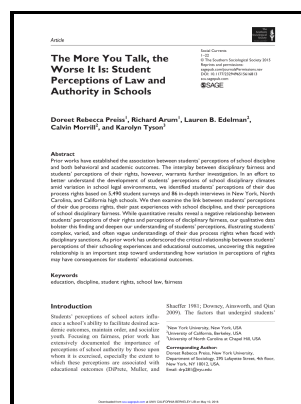 Article
Social Currents
1–22
© The Southern Sociological Society 2015
Reprints and permissions:
sagepub.com/journalsPermissions.nav
scu.sagepub.com
SAGE
The More You Talk, the
Worse It Is: Student
Perceptions of Law and
Authority in Schools
Doreet Rebecca Preiss¹, Richard Arum¹, Lauren B. Edelman²,
Calvin Morrill², and Karolyn Tyson³
Abstract
Prior works have established the association between students' perceptions of school discipline
and both behavioral and academic outcomes. The interplay between disciplinary fairness and
students' perceptions of their rights, however, warrants further investigation. In an effort to
better understand the development of students' perceptions of school disciplinary climates
amid variation in school legal environments, we identified students' perceptions of their due
process rights based on 5,490 student surveys and 86 in-depth interviews in New York, North
Carolina, and California high schools. We then examine the link between students' perceptions
of their due process rights, their past experiences with school discipline, and their perceptions
of school disciplinary fairness. While quantitative results reveal a negative relationship between
students' perceptions of their rights and perceptions of disciplinary fairness, our qualitative data
bolster this finding and deepen our understanding of students' perceptions, illustrating students'
complex, varied, and often vague understandings of their due process rights when faced with
disciplinary sanctions. As prior work has underscored the critical relationship between students'
perceptions of their schooling experiences and educational outcomes, uncovering this negative
relationship is an important step toward understanding how variation in perceptions of rights
may have consequences for students' educational outcomes.
Keywords
education, discipline, student rights, school law, fairness
Introduction
Students' perceptions of school actors influ-
ence a school's ability to facilitate desired aca-
demic outcomes, maintain order, and socialize
youth. Focusing on fairness, prior work has
extensively documented the importance of
perceptions of school authority by those upon
whom it is exercised, especially the extent to
which these perceptions are associated with
educational outcomes (DiPrete, Muller, and
Shaeffer 1981; Downey, Ainsworth, and Qian
2009). The factors that undergird students'
¹New York University, New York, USA
²University of California, Berkeley, USA
³University of North Carolina at Chapel Hill, USA
Corresponding Author:
Doreet Rebecca Preiss, New York University,
Department of Sociology, 295 Lafayette Street, 4th floor,
New York, NY 10012, USA.